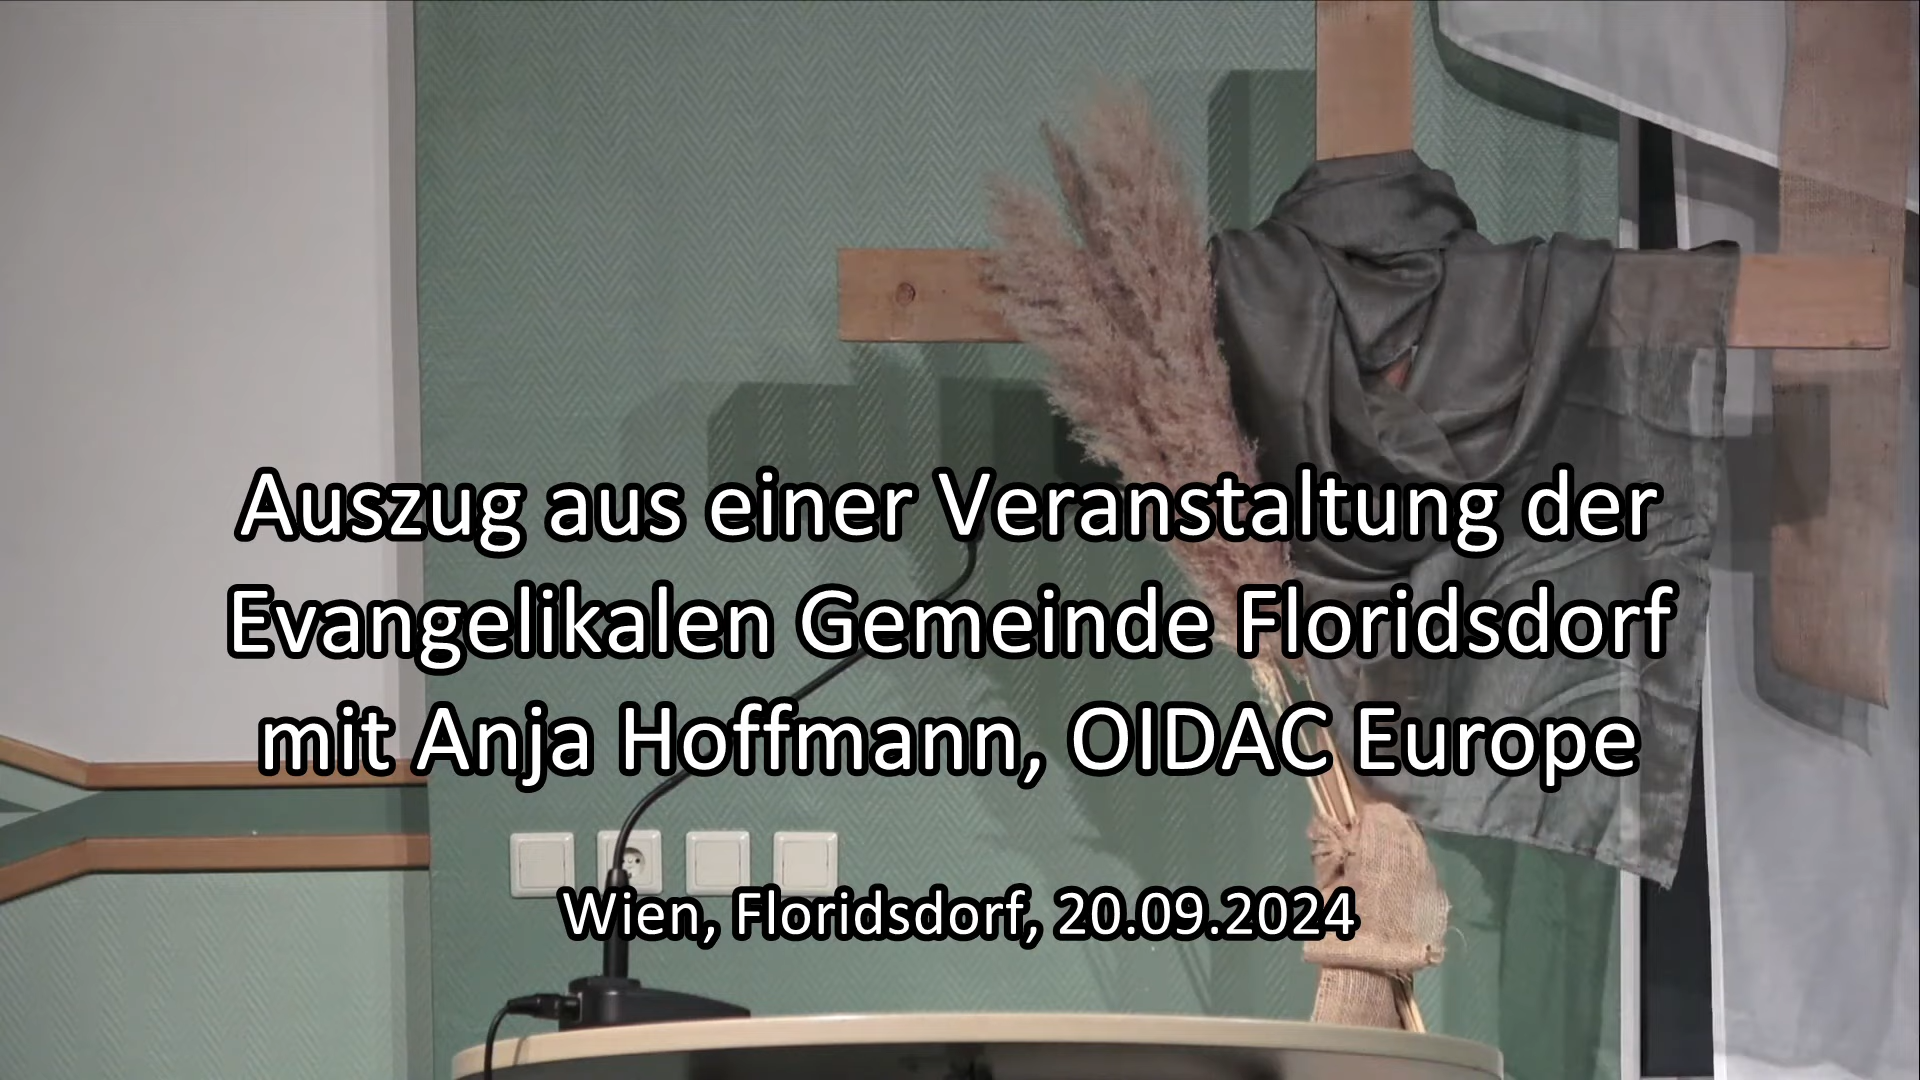 Auszug aus einer Veranstaltung der
Evangelikalen Gemeinde Floridsdorf
mit Anja Hoffmann, OIDAC Europe
Wien, Floridsdorf, 20.09.2024